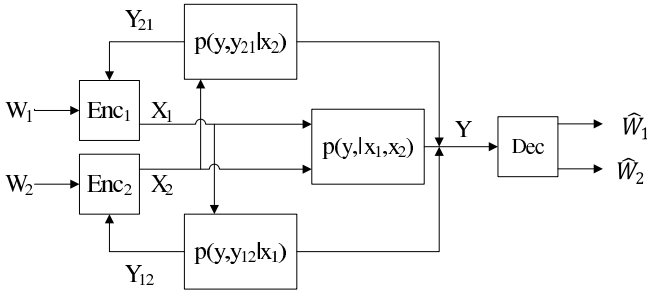 Y21
p(y,y21|x2)
W1
Enc1
X1
p(y,|x1,x2)
Y
Dec
Ŵ1
W2
Enc2
X2
Ŵ2
p(y,y12|x1)
Y12